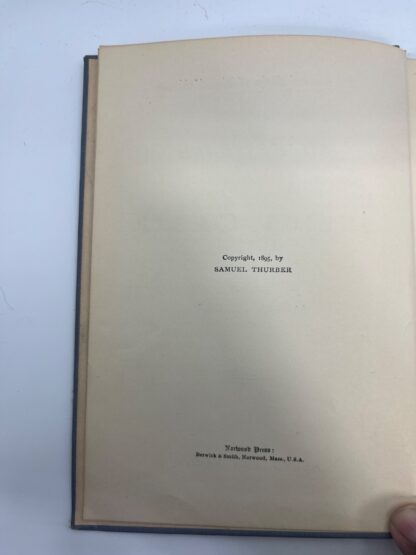 Copyright, 1895, by
SAMUEL THURBER
Norwood Press:
Berwick & Smith, Norwood, Mass., U.S.A.